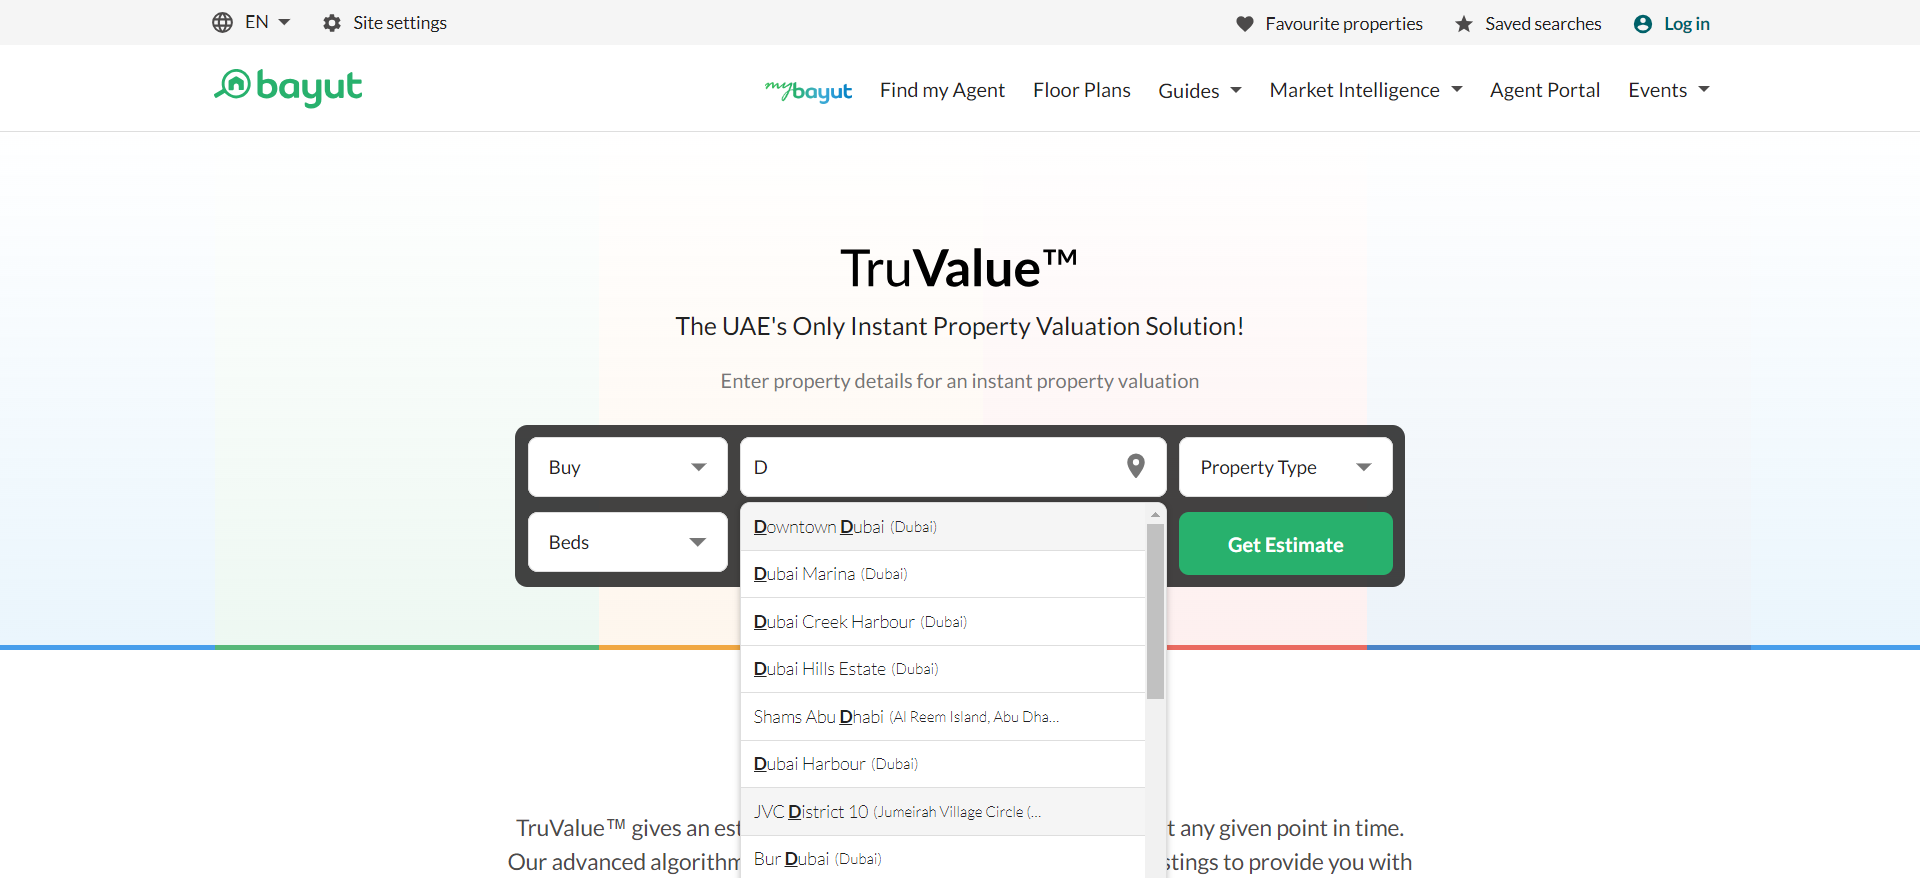 EN Site settings Favourite properties Saved searches Log in
bayut mybayut Find my Agent Floor Plans Guides Market Intelligence Agent Portal Events
TruValue™
The UAE's Only Instant Property Valuation Solution!
Enter property details for an instant property valuation
Buy D Property Type
Beds Get Estimate
Downtown Dubai (Dubai)
Dubai Marina (Dubai)
Dubai Creek Harbour (Dubai)
Dubai Hills Estate (Dubai)
Shams Abu Dhabi (Al Reem Island, Abu Dha...
Dubai Harbour (Dubai)
JVC District 10 (Jumeirah Village Circle (...
Bur Dubai (Dubai)
TruValue™ gives an est t any given point in time.
Our advanced algorithm stings to provide you with